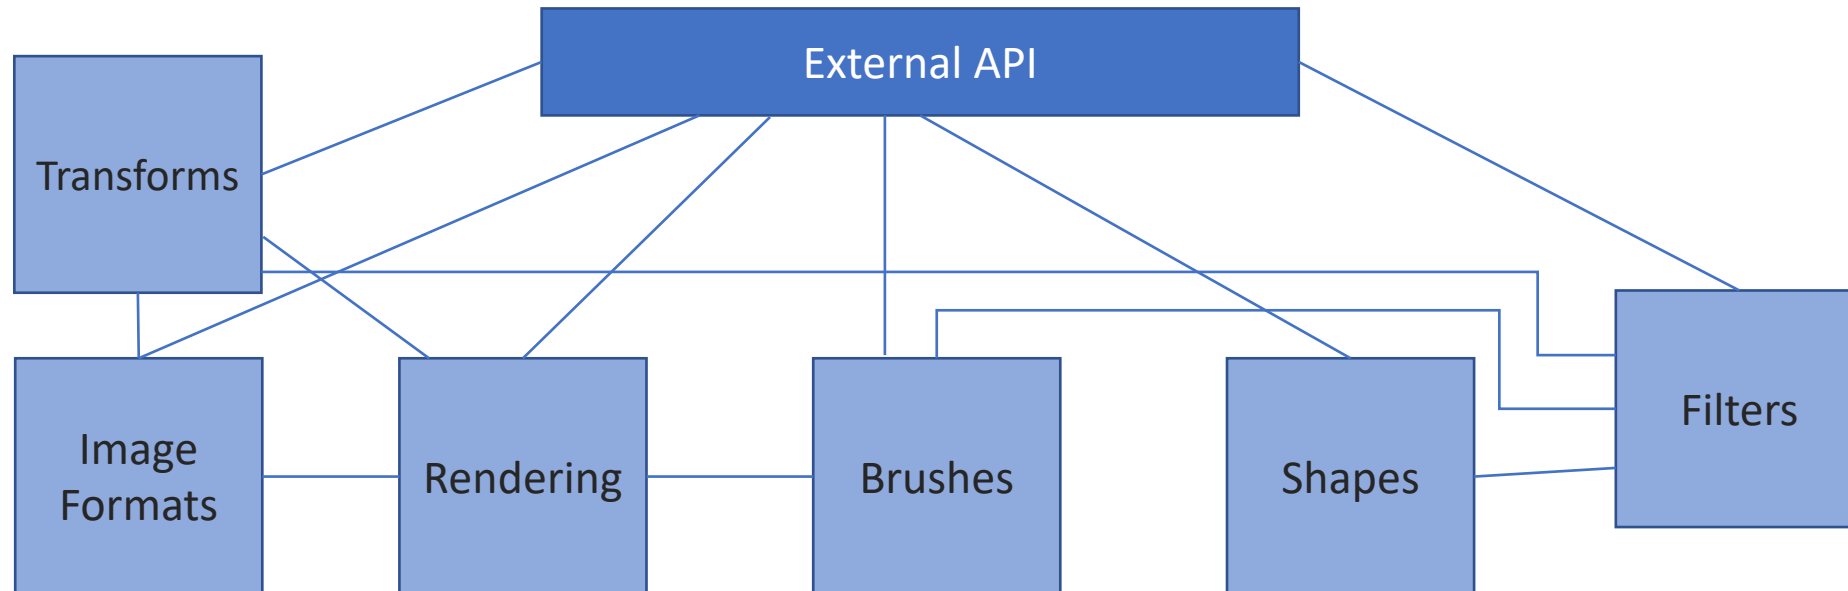 External API
Transforms
Image
Formats
Rendering
Brushes
Shapes
Filters